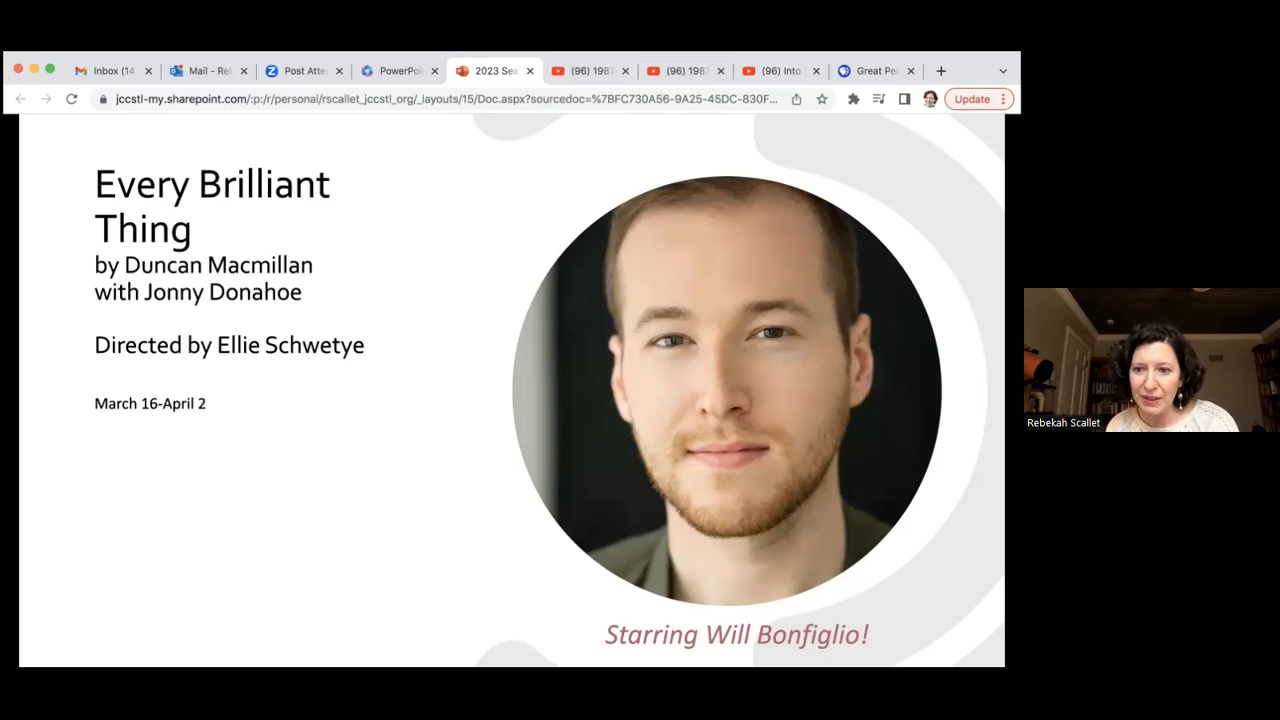 Inbox (14
Mail - Rel
Post Atte
PowerPoi
2023 Sea
(96) 1987
(96) 1987
(96) Into
Great Per
jccstl-my.sharepoint.com/:p:/r/personal/rscallet_jccstl_org/_layouts/15/Doc.aspx?sourcedoc=%7BFC730A56-9A25-45DC-830F...
Update
Every Brilliant
Thing
by Duncan Macmillan
with Jonny Donahoe
Directed by Ellie Schwetye
March 16-April 2
Starring Will Bonfiglio!
Rebekah Scallet